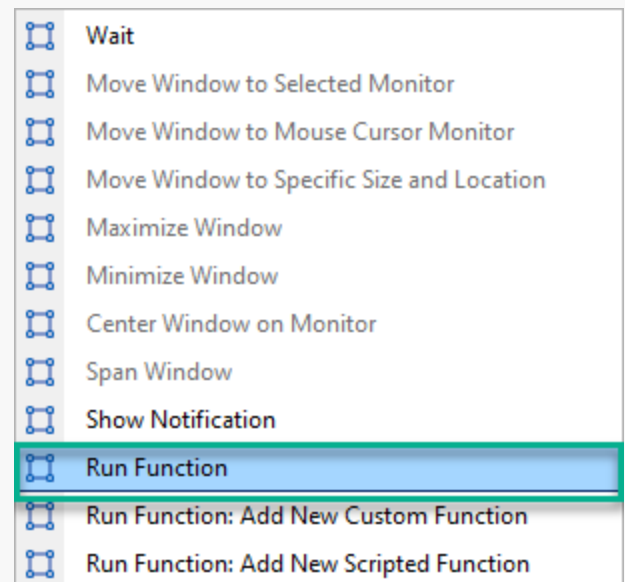 Wait
Move Window to Selected Monitor
Move Window to Mouse Cursor Monitor
Move Window to Specific Size and Location
Maximize Window
Minimize Window
Center Window on Monitor
Span Window
Show Notification
Run Function
Run Function: Add New Custom Function
Run Function: Add New Scripted Function